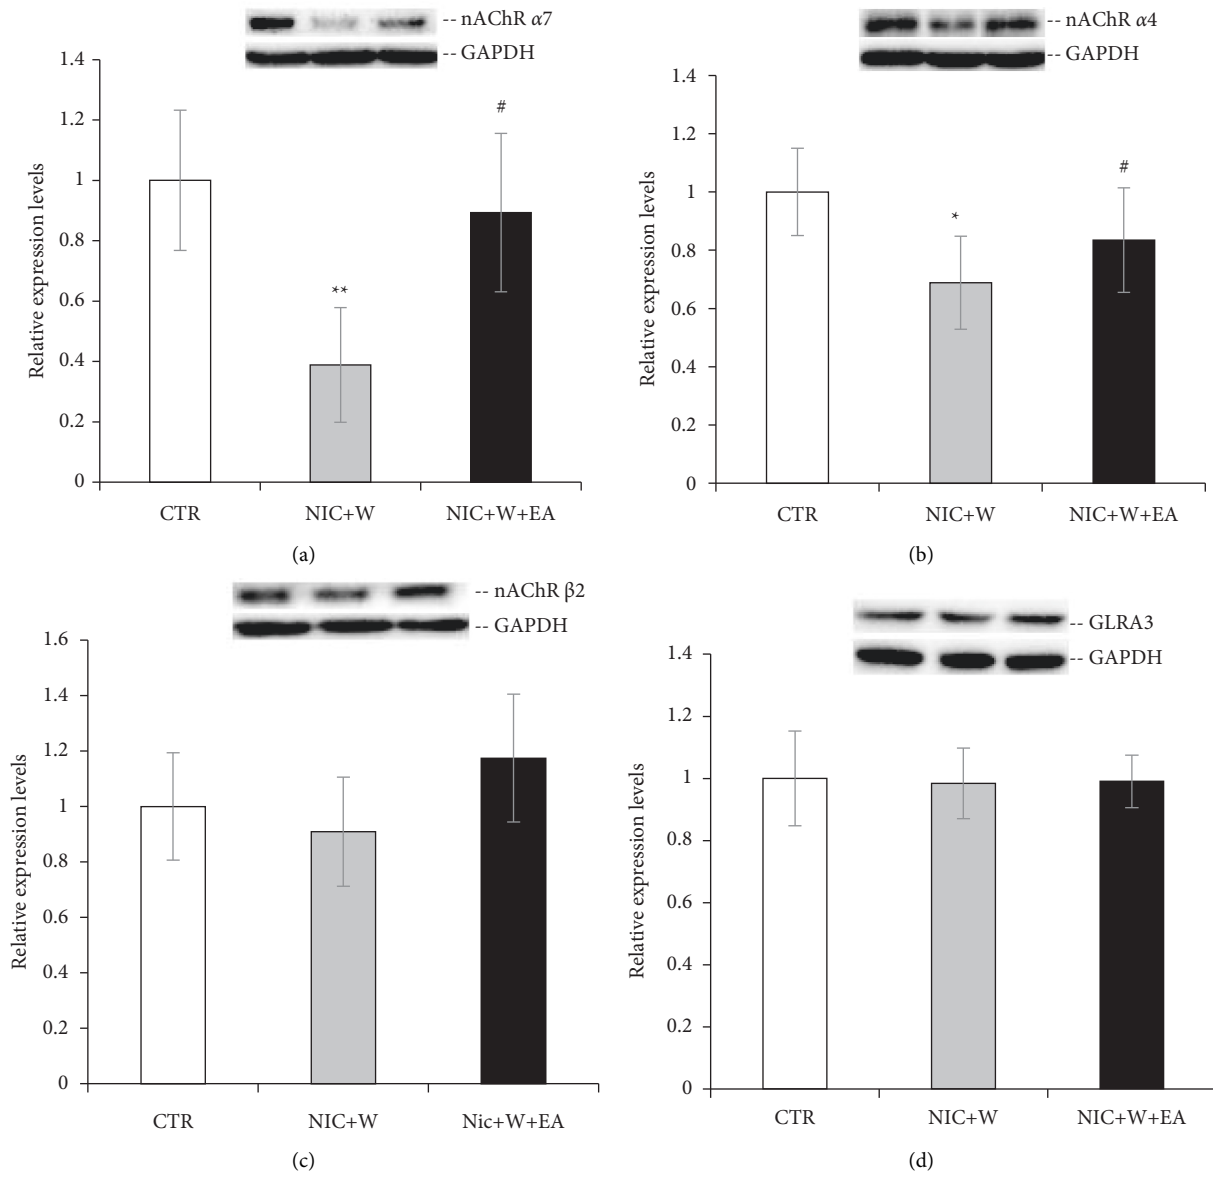 -- nAChR α7
-- GAPDH
Relative expression levels
1.4
1.2
1
0.8
0.6
0.4
0.2
0
**
#
CTR
NIC+W
NIC+W+EA
(a)
-- nAChR α4
-- GAPDH
Relative expression levels
1.4
1.2
1
0.8
0.6
0.4
0.2
0
*
#
CTR
NIC+W
NIC+W+EA
(b)
-- nAChR β2
-- GAPDH
Relative expression levels
1.6
1.4
1.2
1
0.8
0.6
0.4
0.2
0
CTR
NIC+W
Nic+W+EA
(c)
-- GLRA3
-- GAPDH
Relative expression levels
1.4
1.2
1
0.8
0.6
0.4
0.2
0
CTR
NIC+W
NIC+W+EA
(d)